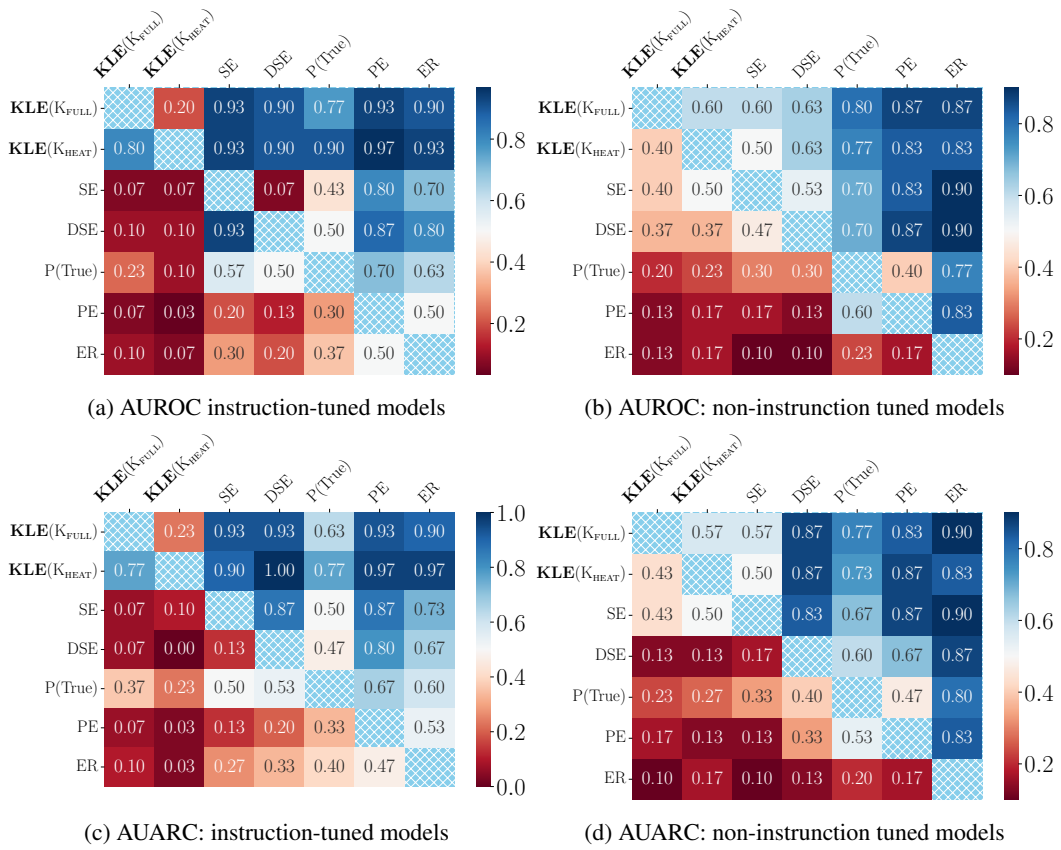 KLE(K_FULL) KLE(K_HEAT) SE DSE P(True) PE ER
KLE(K_FULL) 0.20 0.93 0.90 0.77 0.93 0.90
KLE(K_HEAT) 0.80 0.93 0.90 0.90 0.97 0.93
SE 0.07 0.07 0.07 0.43 0.80 0.70
DSE 0.10 0.10 0.93 0.50 0.87 0.80
P(True) 0.23 0.10 0.57 0.50 0.70 0.63
PE 0.07 0.03 0.20 0.13 0.30 0.50
ER 0.10 0.07 0.30 0.20 0.37 0.50
0.8
0.6
0.4
0.2
(a) AUROC instruction-tuned models
KLE(K_FULL) KLE(K_HEAT) SE DSE P(True) PE ER
KLE(K_FULL) 0.60 0.60 0.63 0.80 0.87 0.87
KLE(K_HEAT) 0.40 0.50 0.63 0.77 0.83 0.83
SE 0.40 0.50 0.53 0.70 0.83 0.90
DSE 0.37 0.37 0.47 0.70 0.87 0.90
P(True) 0.20 0.23 0.30 0.30 0.40 0.77
PE 0.13 0.17 0.17 0.13 0.60 0.83
ER 0.13 0.17 0.10 0.10 0.23 0.17
0.8
0.6
0.4
0.2
(b) AUROC: non-instrunction tuned models
KLE(K_FULL) KLE(K_HEAT) SE DSE P(True) PE ER
KLE(K_FULL) 0.23 0.93 0.93 0.63 0.93 0.90
KLE(K_HEAT) 0.77 0.90 1.00 0.77 0.97 0.97
SE 0.07 0.10 0.87 0.50 0.87 0.73
DSE 0.07 0.00 0.13 0.47 0.80 0.67
P(True) 0.37 0.23 0.50 0.53 0.67 0.60
PE 0.07 0.03 0.13 0.20 0.33 0.53
ER 0.10 0.03 0.27 0.33 0.40 0.47
1.0
0.8
0.6
0.4
0.2
0.0
(c) AUARC: instruction-tuned models
KLE(K_FULL) KLE(K_HEAT) SE DSE P(True) PE ER
KLE(K_FULL) 0.57 0.57 0.87 0.77 0.83 0.90
KLE(K_HEAT) 0.43 0.50 0.87 0.73 0.87 0.83
SE 0.43 0.50 0.83 0.67 0.87 0.90
DSE 0.13 0.13 0.17 0.60 0.67 0.87
P(True) 0.23 0.27 0.33 0.40 0.47 0.80
PE 0.17 0.13 0.13 0.33 0.53 0.83
ER 0.10 0.17 0.10 0.13 0.20 0.17
0.8
0.6
0.4
0.2
(d) AUARC: non-instrunction tuned models